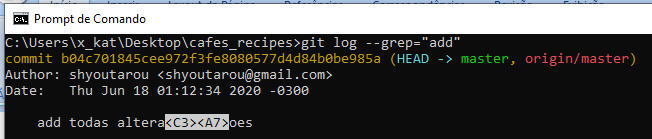 Prompt de Comando
C:\Users\x_kat\Desktop\cafes_recipes>git log --grep="add"
commit b04c701845cee972f3fe8080577d4d84b0be985a (HEAD -> master, origin/master)
Author: shyoutarou <shyoutarou@gmail.com>
Date:   Thu Jun 18 01:12:34 2020 -0300
    add todas altera<C3><A7>oes